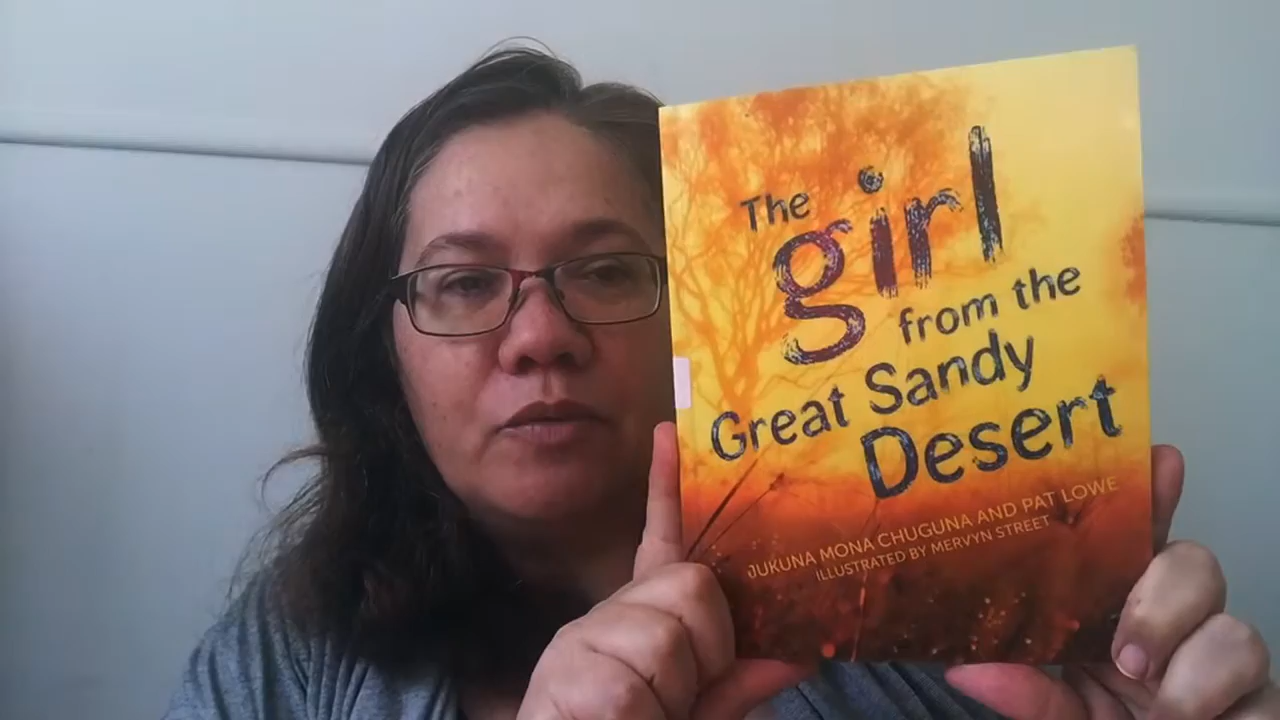 The
girl
from the
Great Sandy
Desert
JUKUNA MONA CHUGUNA AND PAT LOWE
ILLUSTRATED BY MERVYN STREET